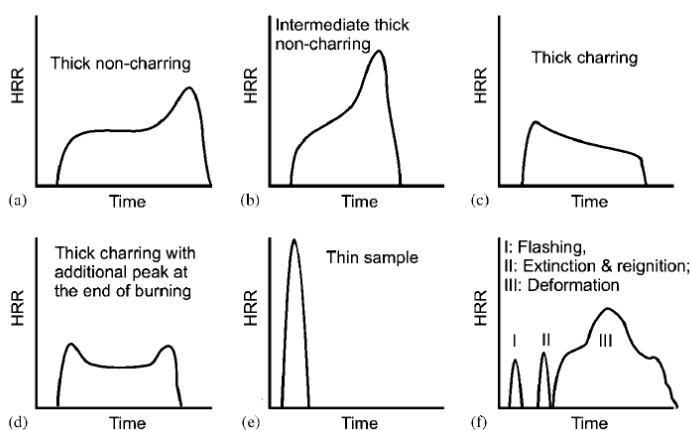 Thick non-charring
HRR
Time
(a)
Intermediate thick
non-charring
HRR
Time
(b)
Thick charring
HRR
Time
(c)
Thick charring with
additional peak at
the end of burning
HRR
Time
(d)
Thin sample
HRR
Time
(e)
I: Flashing,
II: Extinction & reignition;
III: Deformation
I II III
HRR
Time
(f)